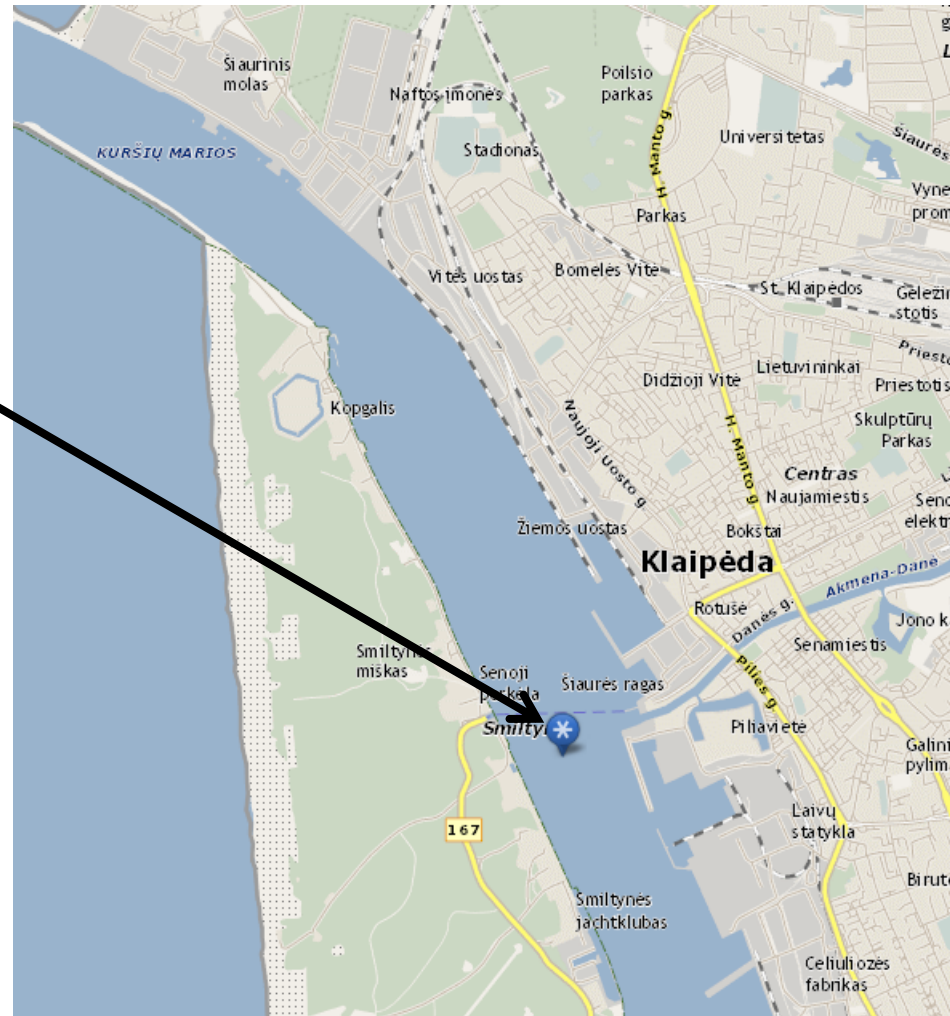 Šiaurinis
molas
Naftos įmonės
Poilsio
parkas
KURŠIŲ MARIOS
Stadionas
H. Manto g.
Universitetas
Šiaurės
Vyne
prom
Parkas
Vitės uostas
Bomelės Vitė
St. Klaipėdos
Geležin
stotis
Priesto
Lietuvininkai
Didžioji Vitė
Priestotis
Kopgalis
Naujoji Uosto g.
H. Manto g.
Skulptūrų
Parkas
Centras
Naujamiestis
Seno
elektr
Žiemos uostas
Bokštai
Klaipėda
Akmena-Danė
Rotušė
Danės g.
Jono k
Senamiestis
Smiltynės
miškas
Senoji
perkėla
Šiaurės ragas
Pilies g.
Smiltyn
Piliavietė
Galini
pylim
167
Laivų
statykla
Birut
Smiltynės
jachtklubas
Celiuliozės
fabrikas